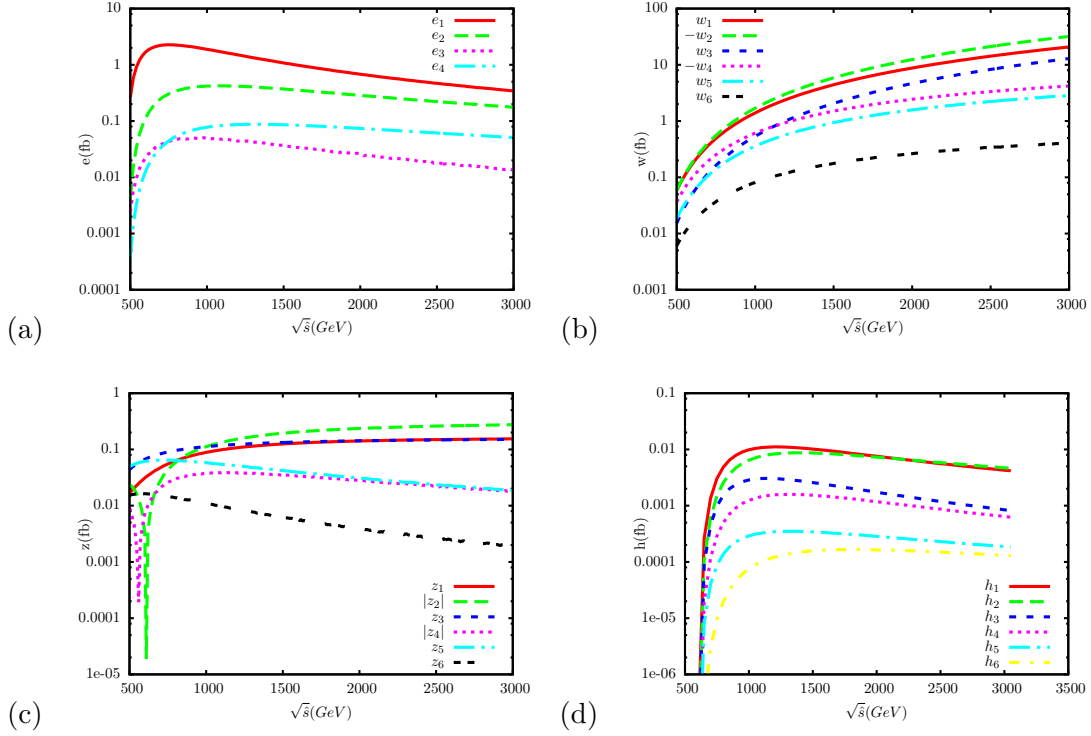 10
1
0.1
0.01
0.001
0.0001
e(fb)
500 1000 1500 2000 2500 3000
√ŝ(GeV)
e₁
e₂
e₃
e₄
(a)
100
10
1
0.1
0.01
0.001
w(fb)
500 1000 1500 2000 2500 3000
√ŝ(GeV)
w₁
−w₂
w₃
−w₄
w₅
w₆
(b)
1
0.1
0.01
0.001
0.0001
1e-05
z(fb)
500 1000 1500 2000 2500 3000
√ŝ(GeV)
z₁
|z₂|
z₃
|z₄|
z₅
z₆
(c)
0.1
0.01
0.001
0.0001
1e-05
1e-06
h(fb)
500 1000 1500 2000 2500 3000 3500
√ŝ(GeV)
h₁
h₂
h₃
h₄
h₅
h₆
(d)